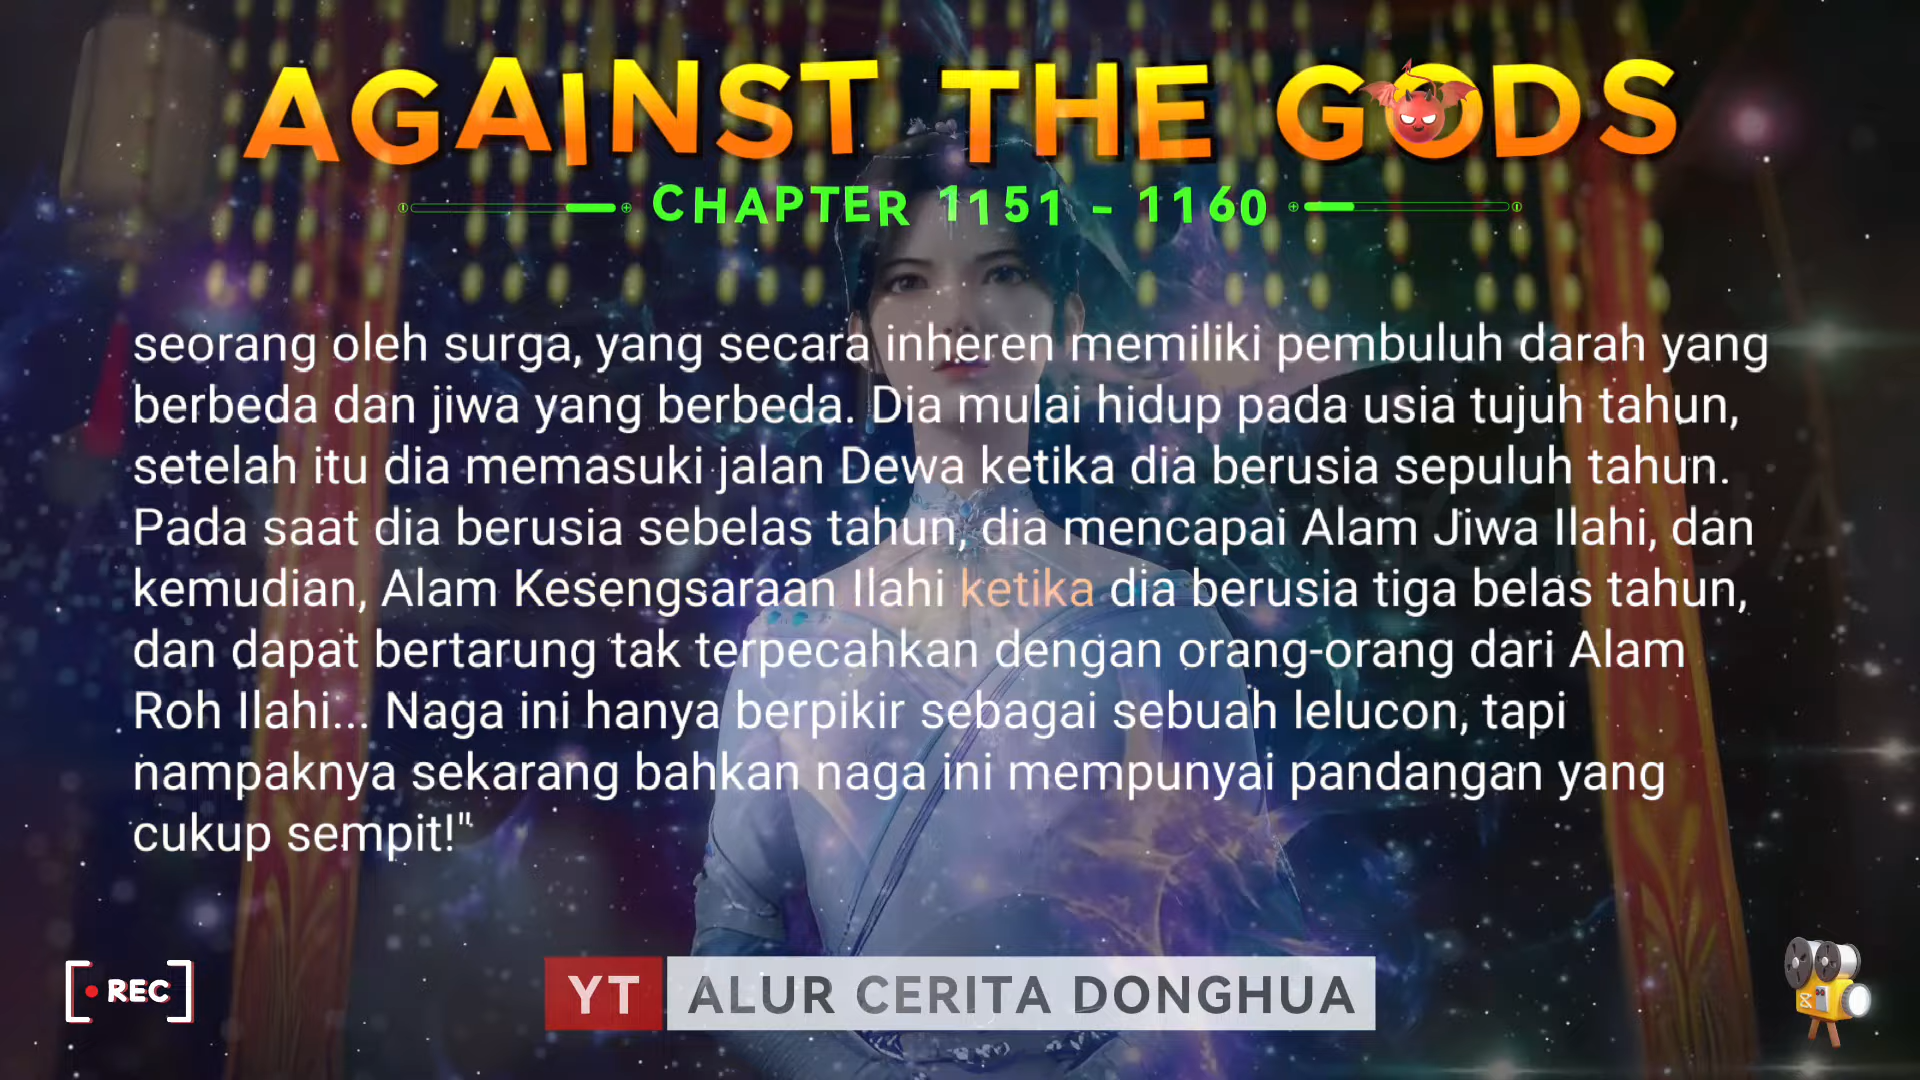 AGAINST THE GODS
CHAPTER 1151 - 1160
seorang oleh surga, yang secara inheren memiliki pembuluh darah yang
berbeda dan jiwa yang berbeda. Dia mulai hidup pada usia tujuh tahun,
setelah itu dia memasuki jalan Dewa ketika dia berusia sepuluh tahun.
Pada saat dia berusia sebelas tahun, dia mencapai Alam Jiwa Ilahi, dan
kemudian, Alam Kesengsaraan Ilahi ketika dia berusia tiga belas tahun,
dan dapat bertarung tak terpecahkan dengan orang-orang dari Alam
Roh Ilahi... Naga ini hanya berpikir sebagai sebuah lelucon, tapi
nampaknya sekarang bahkan naga ini mempunyai pandangan yang
cukup sempit!"
REC
YT ALUR CERITA DONGHUA